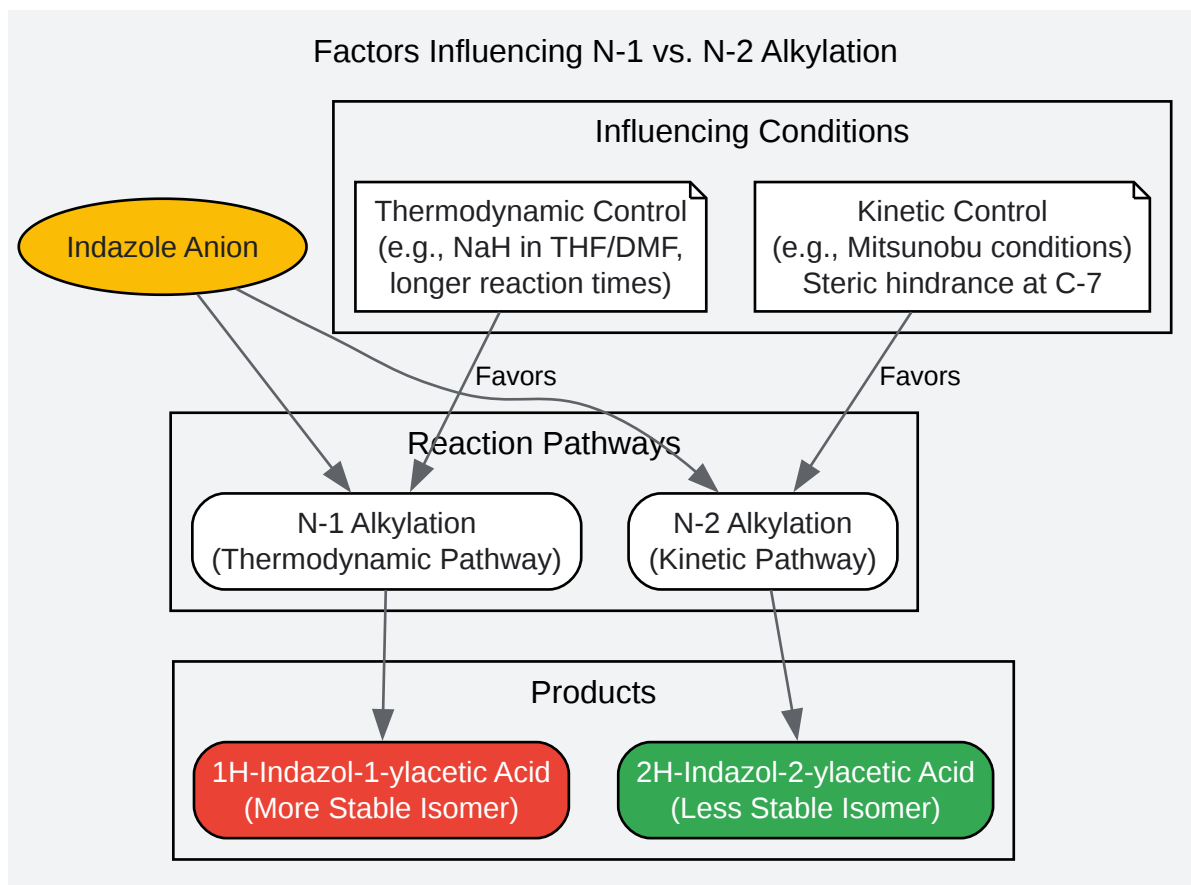 Factors Influencing N-1 vs. N-2 Alkylation
Influencing Conditions
Indazole Anion
Thermodynamic Control
(e.g., NaH in THF/DMF,
longer reaction times)
Kinetic Control
(e.g., Mitsunobu conditions)
Steric hindrance at C-7
Favors
Favors
Reaction Pathways
N-1 Alkylation
(Thermodynamic Pathway)
N-2 Alkylation
(Kinetic Pathway)
Products
1H-Indazol-1-ylacetic Acid
(More Stable Isomer)
2H-Indazol-2-ylacetic Acid
(Less Stable Isomer)